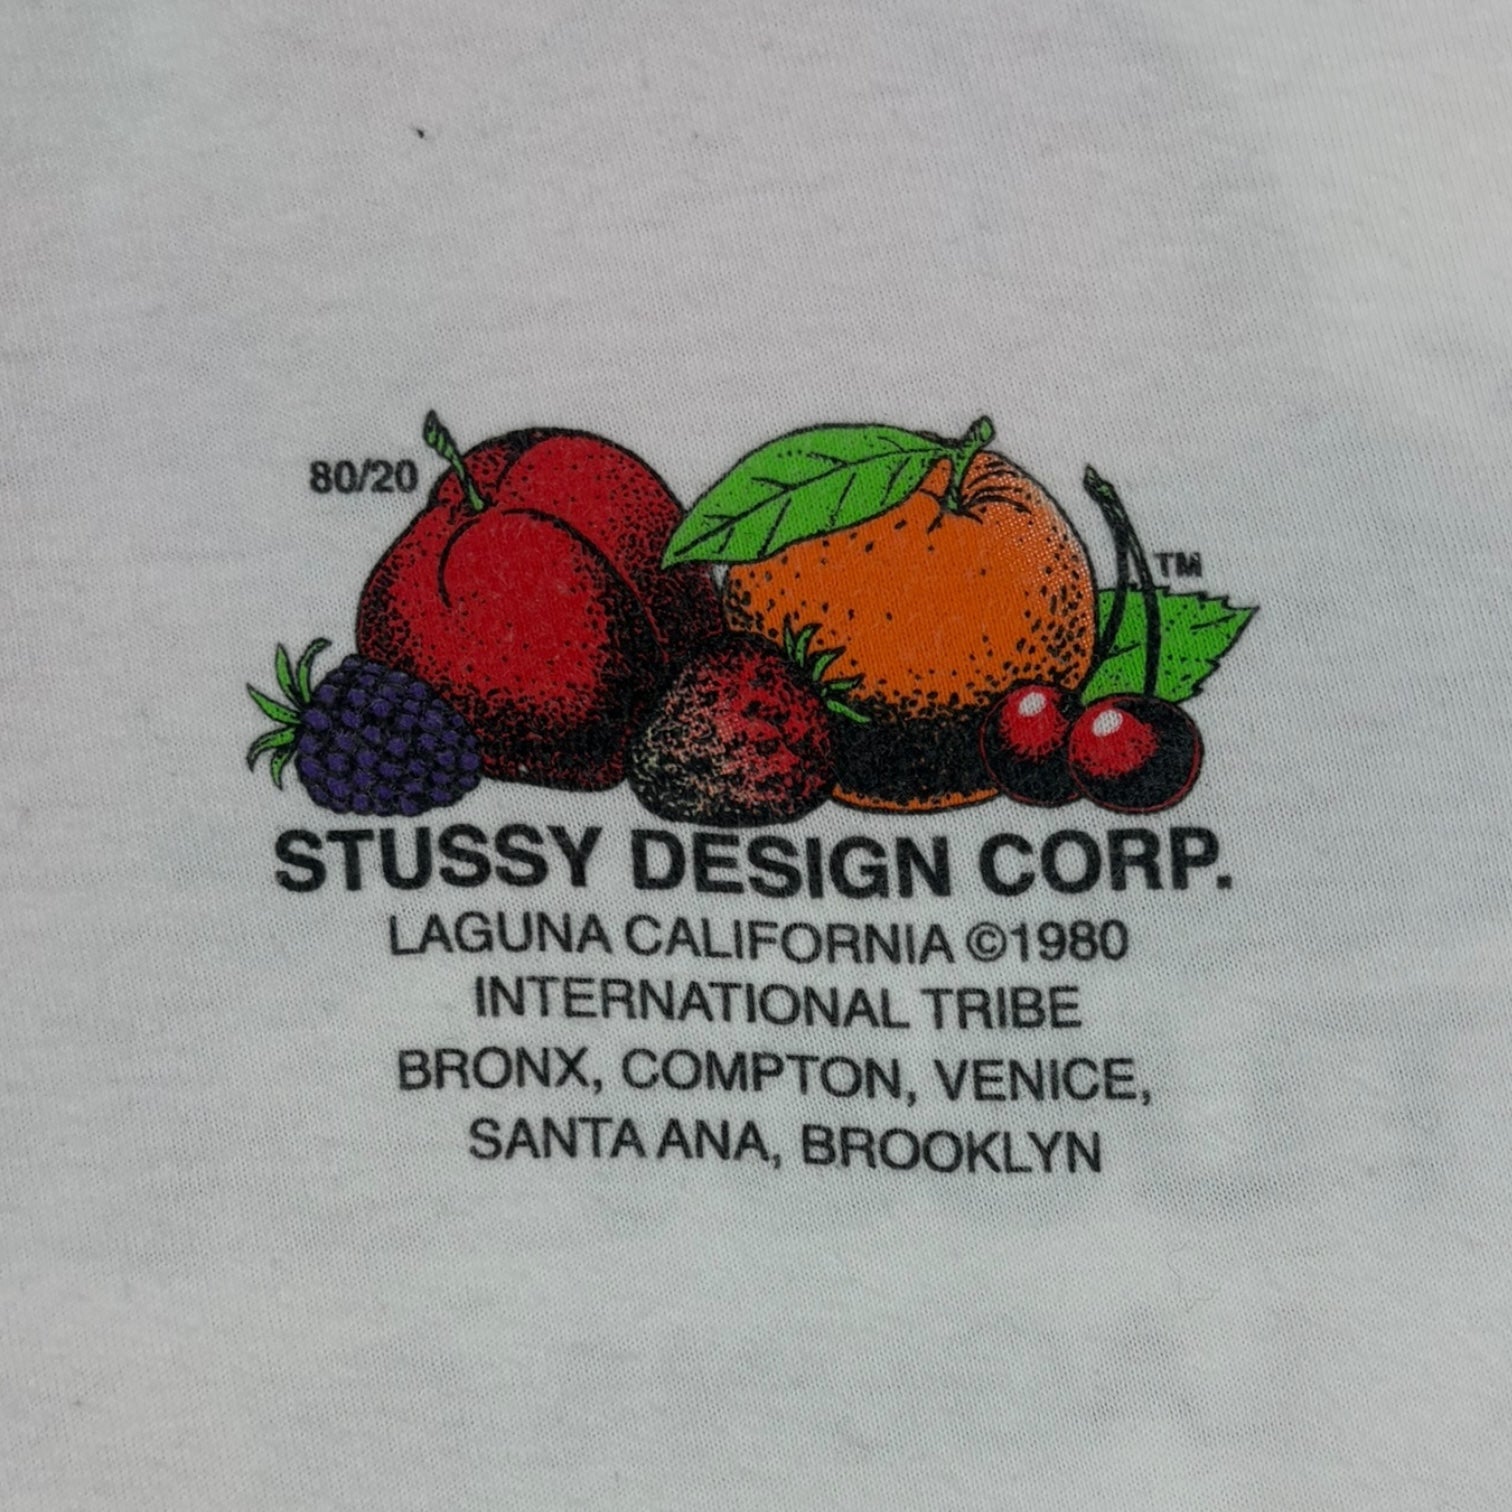 80/20
TM
STUSSY DESIGN CORP.
LAGUNA CALIFORNIA ©1980
INTERNATIONAL TRIBE
BRONX, COMPTON, VENICE,
SANTA ANA, BROOKLYN